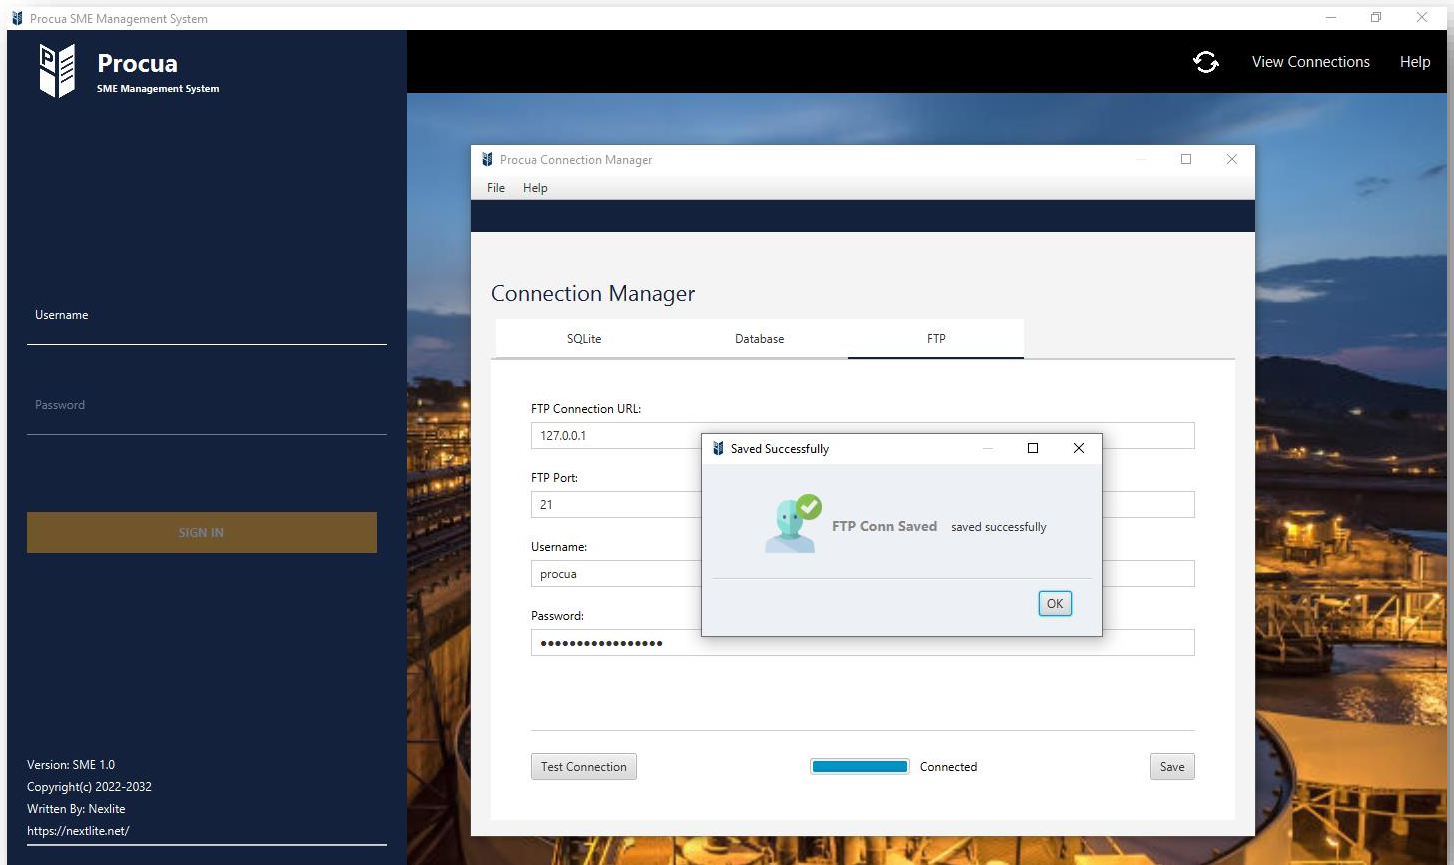 Procua SME Management System
Procua
SME Management System
View Connections Help
Username
Password
SIGN IN
Version: SME 1.0
Copyright(c) 2022-2032
Written By: Nexlite
https://nextlite.net/
Procua Connection Manager
File Help
Connection Manager
SQLite Database FTP
FTP Connection URL:
127.0.0.1
FTP Port:
21
Username:
procua
Password:
•••••••••••••••••
Test Connection Connected Save
Saved Successfully
FTP Conn Saved saved successfully
OK